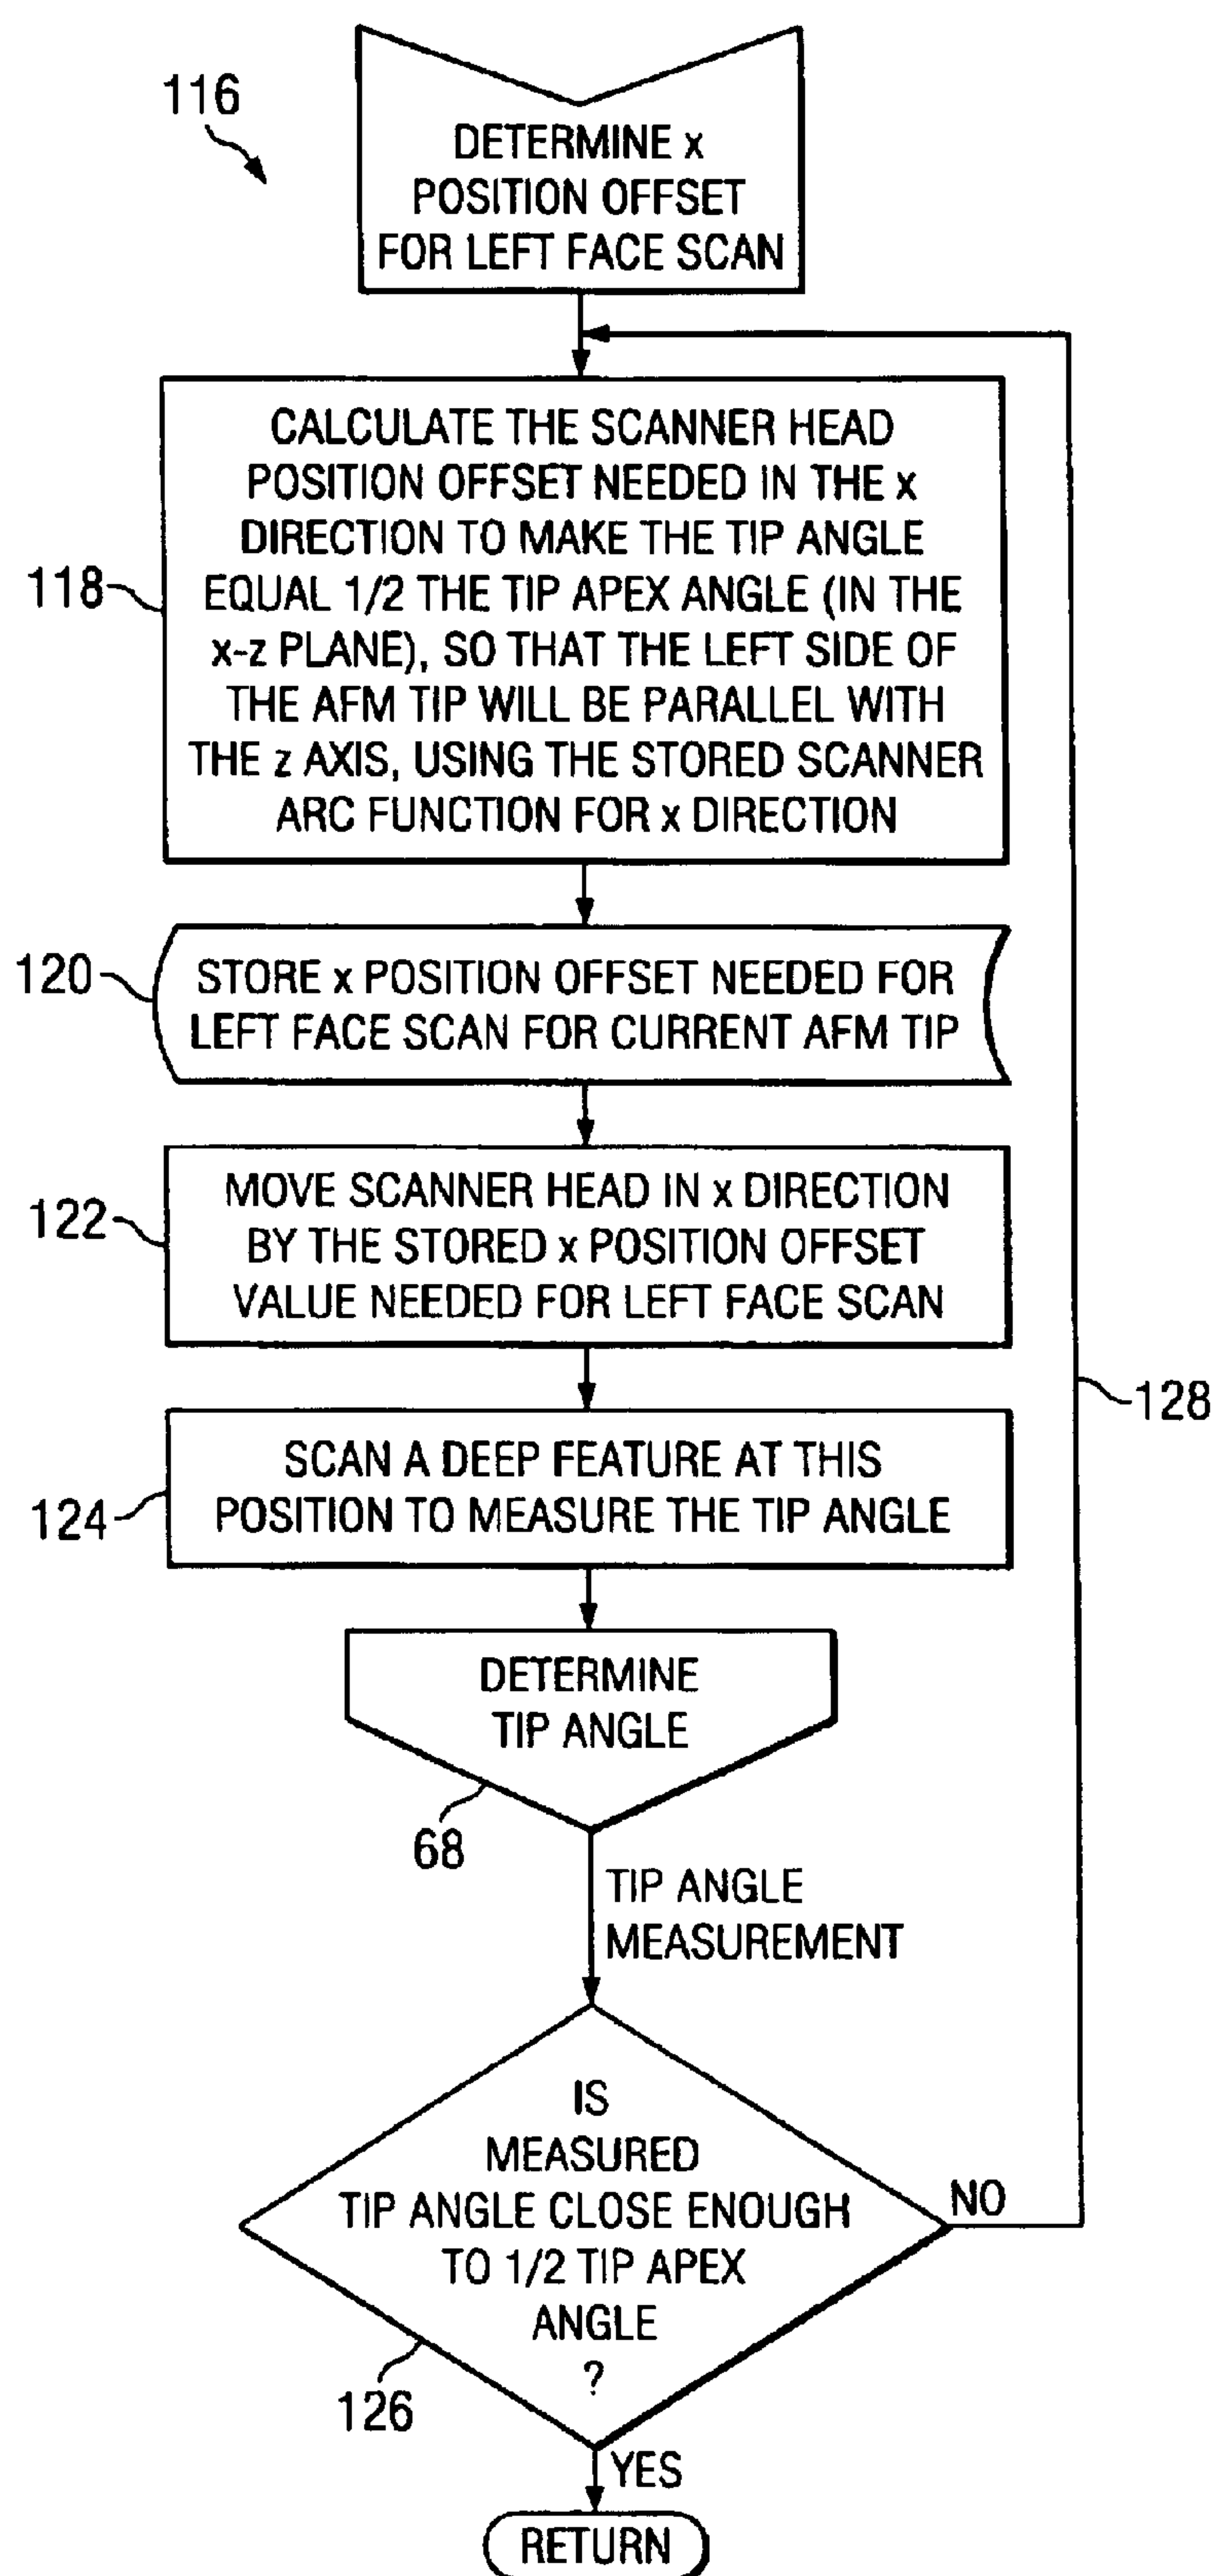 116
DETERMINE x
POSITION OFFSET
FOR LEFT FACE SCAN
118
CALCULATE THE SCANNER HEAD
POSITION OFFSET NEEDED IN THE x
DIRECTION TO MAKE THE TIP ANGLE
EQUAL 1/2 THE TIP APEX ANGLE (IN THE
x-z PLANE), SO THAT THE LEFT SIDE OF
THE AFM TIP WILL BE PARALLEL WITH
THE z AXIS, USING THE STORED SCANNER
ARC FUNCTION FOR x DIRECTION
120
STORE x POSITION OFFSET NEEDED FOR
LEFT FACE SCAN FOR CURRENT AFM TIP
122
MOVE SCANNER HEAD IN x DIRECTION
BY THE STORED x POSITION OFFSET
VALUE NEEDED FOR LEFT FACE SCAN
128
124
SCAN A DEEP FEATURE AT THIS
POSITION TO MEASURE THE TIP ANGLE
DETERMINE
TIP ANGLE
68
TIP ANGLE
MEASUREMENT
IS
MEASURED
TIP ANGLE CLOSE ENOUGH
TO 1/2 TIP APEX
ANGLE
?
NO
126
YES
RETURN